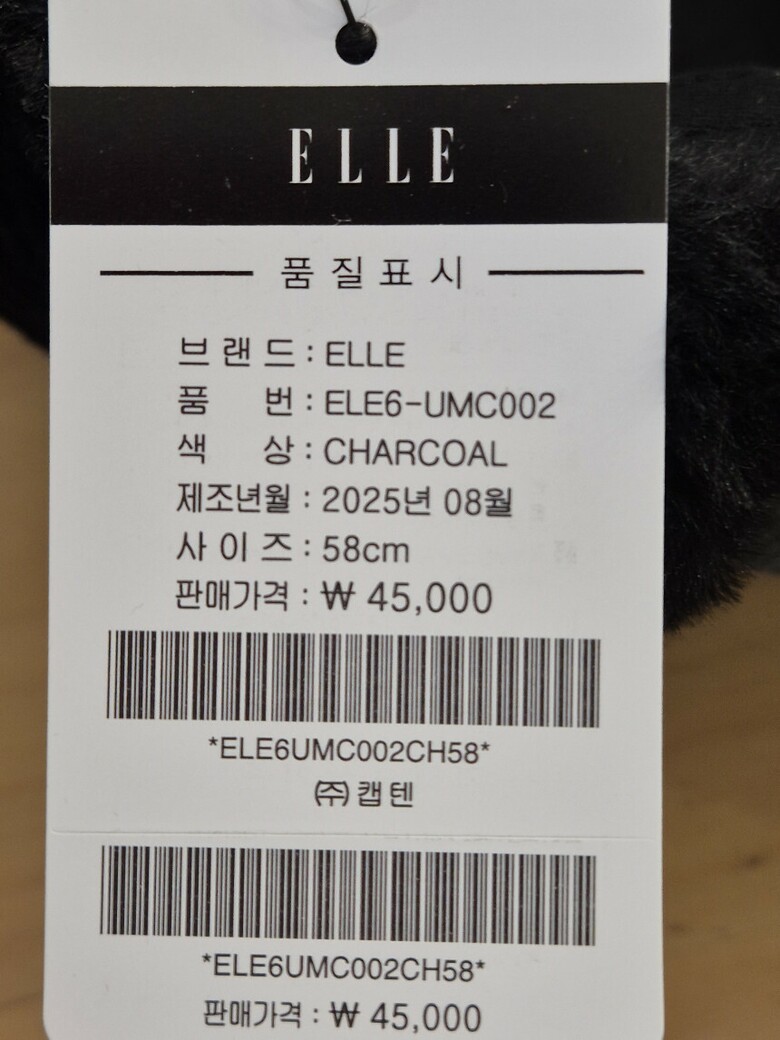 ELLE
품질표시
브랜드 : ELLE
품 번 : ELE6-UMC002
색 상 : CHARCOAL
제조년월 : 2025년 08월
사이즈 : 58cm
판매가격 : ₩ 45,000
*ELE6UMC002CH58*
㈜캡텐
*ELE6UMC002CH58*
판매가격 : ₩ 45,000